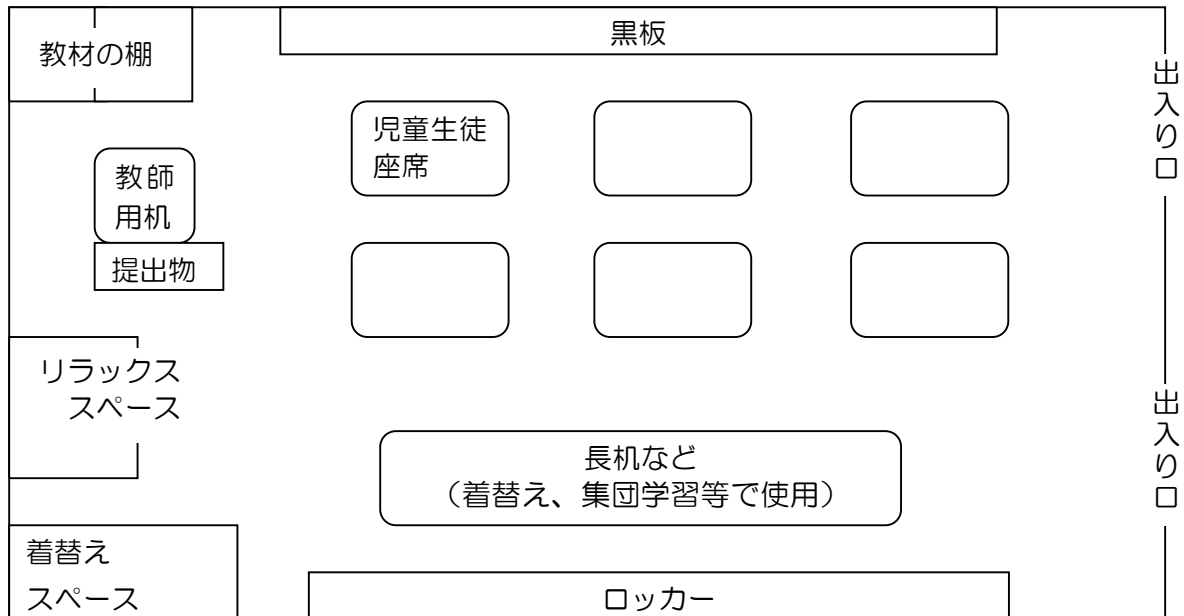 黒板
教材の棚
出入り口
児童生徒
座席
教師
用机
提出物
リラックス
スペース
出入り口
長机など
（着替え、集団学習等で使用）
着替え
スペース
ロッカー